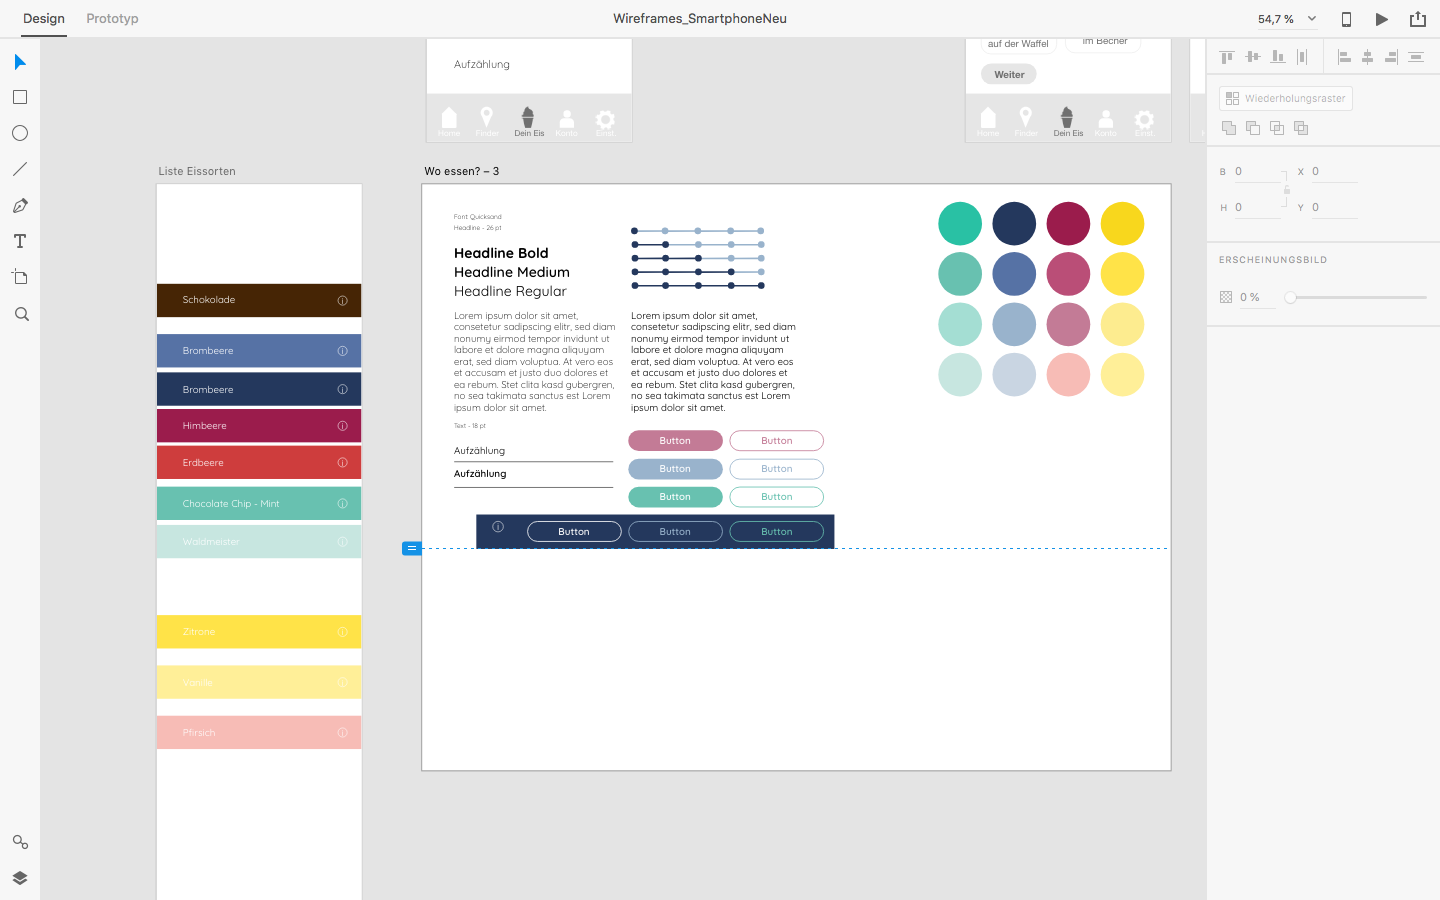 Design
Prototyp
Wireframes_SmartphoneNeu
54,7 %
Aufzählung
auf der Waffel
im Becher
Weiter
Home
Finder
Dein Eis
Konto
Einst.
Home
Finder
Dein Eis
Konto
Einst.
Wiederholungsraster
B 0
X 0
H 0
Y 0
ERSCHEINUNGSBILD
0 %
Liste Eissorten
Schokolade
Brombeere
Brombeere
Himbeere
Erdbeere
Chocolate Chip - Mint
Waldmeister
Zitrone
Vanille
Pfirsich
Wo essen? – 3
Font Quicksand
Headline - 26 pt
Headline Bold
Headline Medium
Headline Regular
Lorem ipsum dolor sit amet,
consetetur sadipscing elitr, sed diam
nonumy eirmod tempor invidunt ut
labore et dolore magna aliquyam
erat, sed diam voluptua. At vero eos
et accusam et justo duo dolores et
ea rebum. Stet clita kasd gubergren,
no sea takimata sanctus est Lorem
ipsum dolor sit amet.
Text - 18 pt
Aufzählung
Aufzählung
Lorem ipsum dolor sit amet,
consetetur sadipscing elitr, sed diam
nonumy eirmod tempor invidunt ut
labore et dolore magna aliquyam
erat, sed diam voluptua. At vero eos
et accusam et justo duo dolores et
ea rebum. Stet clita kasd gubergren,
no sea takimata sanctus est Lorem
ipsum dolor sit amet.
Button
Button
Button
Button
Button
Button
Button
Button
Button